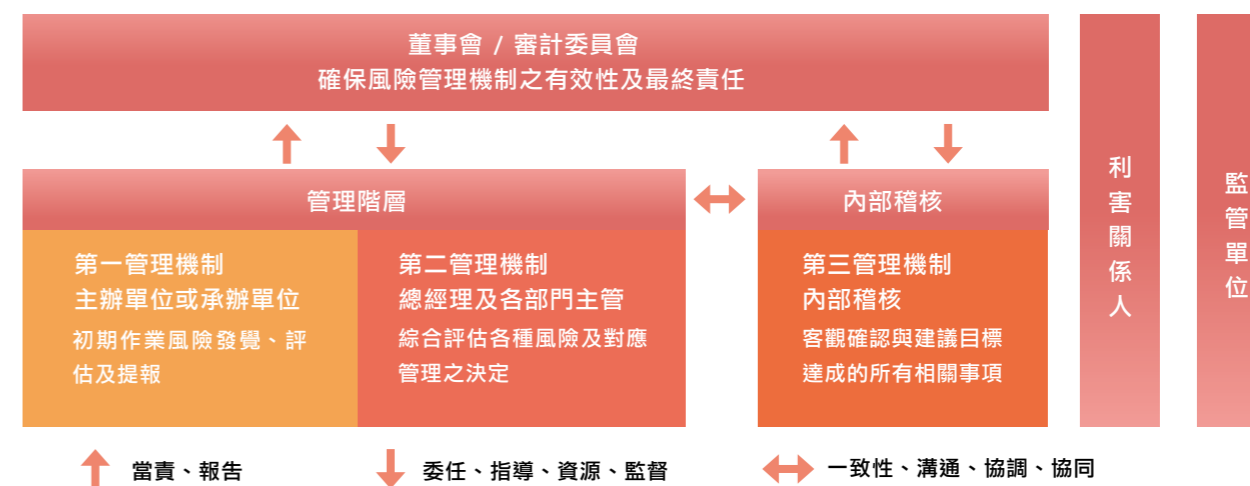 董事會 / 審計委員會
確保風險管理機制之有效性及最終責任
管理階層
內部稽核
第一管理機制
主辦單位或承辦單位
初期作業風險發覺、評
估及提報
第二管理機制
總經理及各部門主管
綜合評估各種風險及對應
管理之決定
第三管理機制
內部稽核
客觀確認與建議目標
達成的所有相關事項
利害關係人
監管單位
當責、報告
委任、指導、資源、監督
一致性、溝通、協調、協同